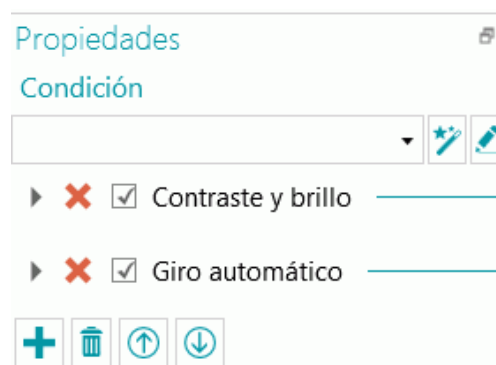 Propiedades
Condición
Contraste y brillo
Giro automático